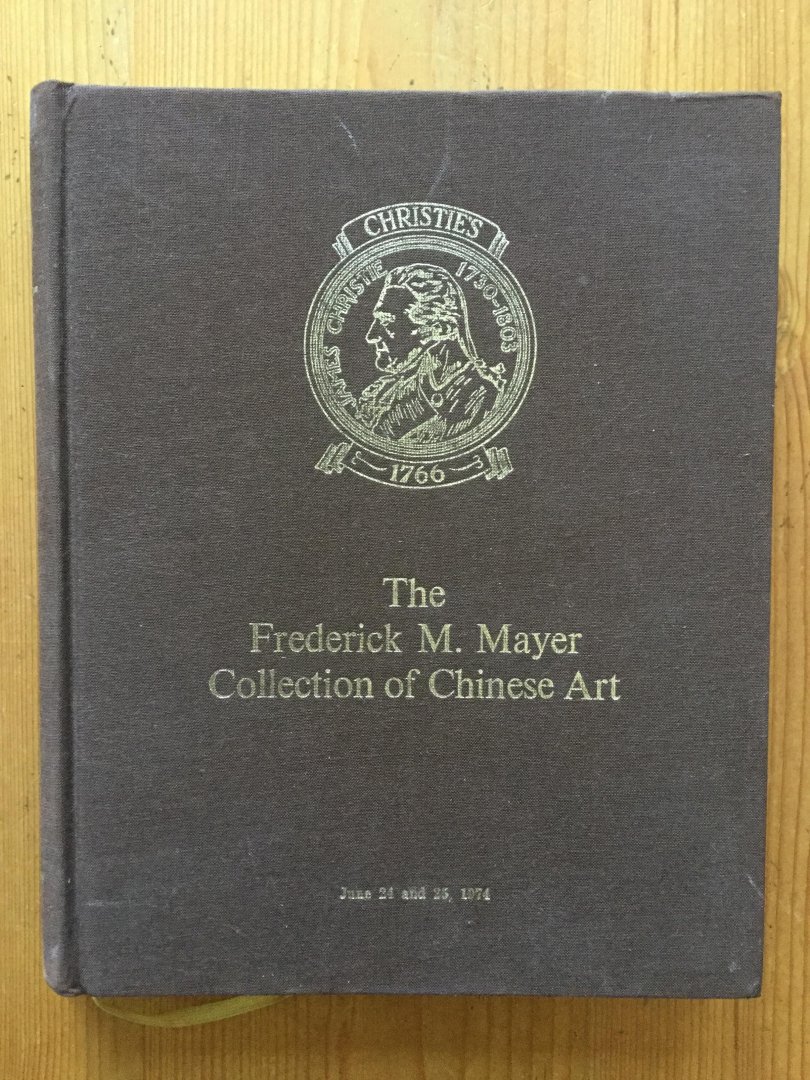 CHRISTIE'S
JAMES CHRISTIE 1730-1803
1766
The
Frederick M. Mayer
Collection of Chinese Art
June 24 and 25, 1974